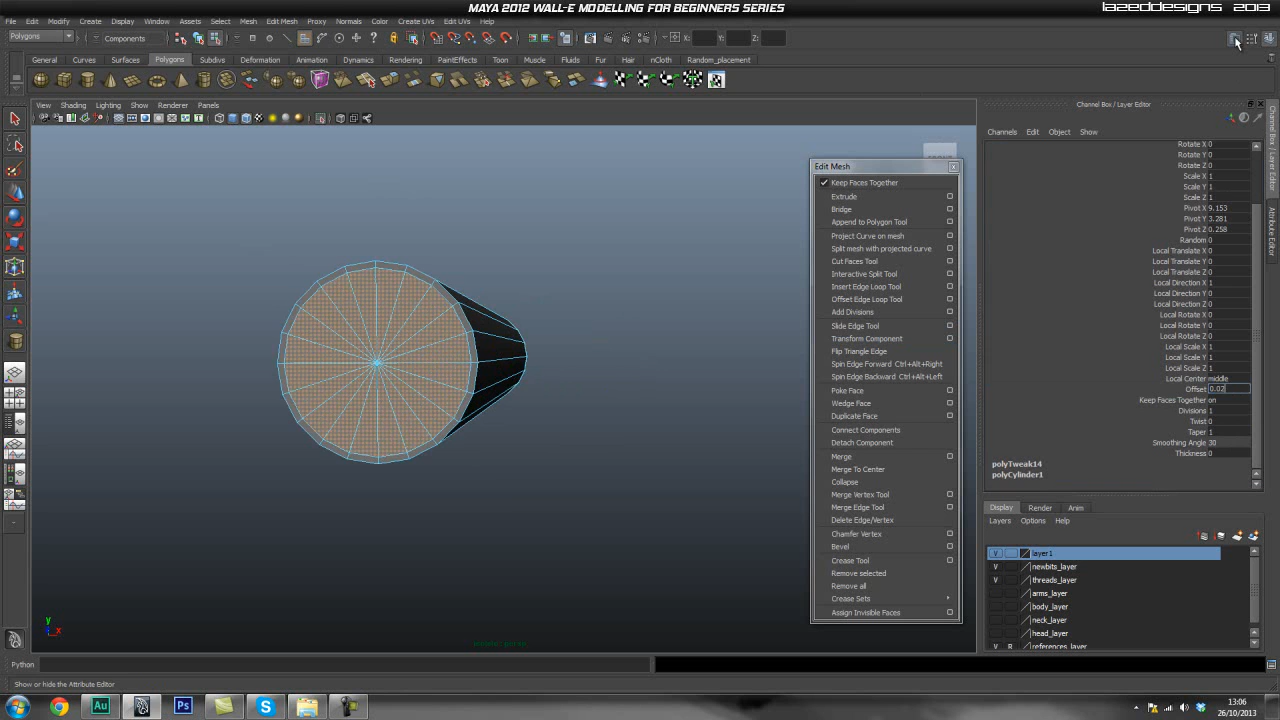 MAYA 2012 WALL-E MODELLING FOR BEGINNERS SERIES
LAZEDDESIGNS 2013
File Edit Modify Create Display Window Assets Select Mesh Edit Mesh Proxy Normals Color Create UVs Edit UVs Help
Polygons
Components
X: Y: Z:
General Curves Surfaces Polygons Subdivs Deformation Animation Dynamics Rendering PaintEffects Toon Muscle Fluids Fur Hair nCloth Random_placement
View Shading Lighting Show Renderer Panels
Channel Box / Layer Editor
Channels Edit Object Show
Rotate X 0
Rotate Y 0
Rotate Z 0
Scale X 1
Scale Y 1
Scale Z 1
Pivot X 9.153
Pivot Y 3.281
Pivot Z 0.258
Random 0
Local Translate X 0
Local Translate Y 0
Local Translate Z 0
Local Direction X 1
Local Direction Y 0
Local Direction Z 0
Local Rotate X 0
Local Rotate Y 0
Local Rotate Z 0
Local Scale X 1
Local Scale Y 1
Local Scale Z 1
Local Center middle
Offset 0.02
Keep Faces Together on
Divisions 1
Twist 0
Taper 1
Smoothing Angle 30
Thickness 0
polyTweak14
polyCylinder1
Channel Box / Layer Editor
Attribute Editor
Edit Mesh
Keep Faces Together
Extrude
Bridge
Append to Polygon Tool
Project Curve on mesh
Split mesh with projected curve
Cut Faces Tool
Interactive Split Tool
Insert Edge Loop Tool
Offset Edge Loop Tool
Add Divisions
Slide Edge Tool
Transform Component
Flip Triangle Edge
Spin Edge Forward Ctrl+Alt+Right
Spin Edge Backward Ctrl+Alt+Left
Poke Face
Wedge Face
Duplicate Face
Connect Components
Detach Component
Merge
Merge To Center
Collapse
Merge Vertex Tool
Merge Edge Tool
Delete Edge/Vertex
Chamfer Vertex
Bevel
Crease Tool
Remove selected
Remove all
Crease Sets
Assign Invisible Faces
Display Render Anim
Layers Options Help
V layer1
V newbits_layer
V threads_layer
arms_layer
body_layer
neck_layer
head_layer
V R references_layer
y
x
Python
Show or hide the Attribute Editor
Au
Ps
S
13:06
26/10/2013